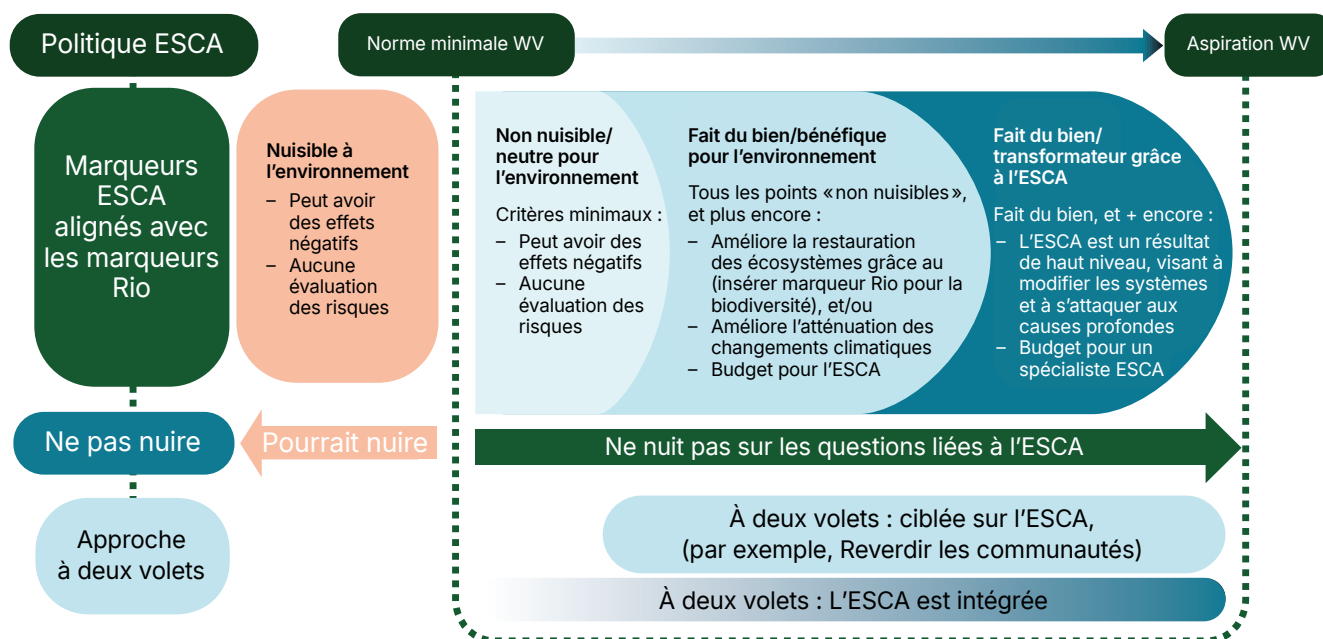 Politique ESCA
Norme minimale WV
Aspiration WV
Marqueurs
ESCA
alignés avec
les marqueurs
Rio
Nuisible à
l’environnement
– Peut avoir
des effets
négatifs
– Aucune
évaluation
des risques
Non nuisible/
neutre pour
l’environnement
Critères minimaux :
– Peut avoir des
effets négatifs
– Aucune
évaluation des
risques
Fait du bien/bénéfique
pour l’environnement
Tous les points « non nuisibles »,
et plus encore :
– Améliore la restauration
des écosystèmes grâce au
(insérer marqueur Rio pour la
biodiversité), et/ou
– Améliore l’atténuation des
changements climatiques
– Budget pour l’ESCA
Fait du bien/
transformateur grâce
à l’ESCA
Fait du bien, et + encore :
– L’ESCA est un résultat
de haut niveau, visant à
modifier les systèmes
et à s’attaquer aux
causes profondes
– Budget pour un
spécialiste ESCA
Ne pas nuire
Pourrait nuire
Ne nuit pas sur les questions liées à l’ESCA
Approche
à deux volets
À deux volets : ciblée sur l’ESCA,
(par exemple, Reverdir les communautés)
À deux volets : L’ESCA est intégrée